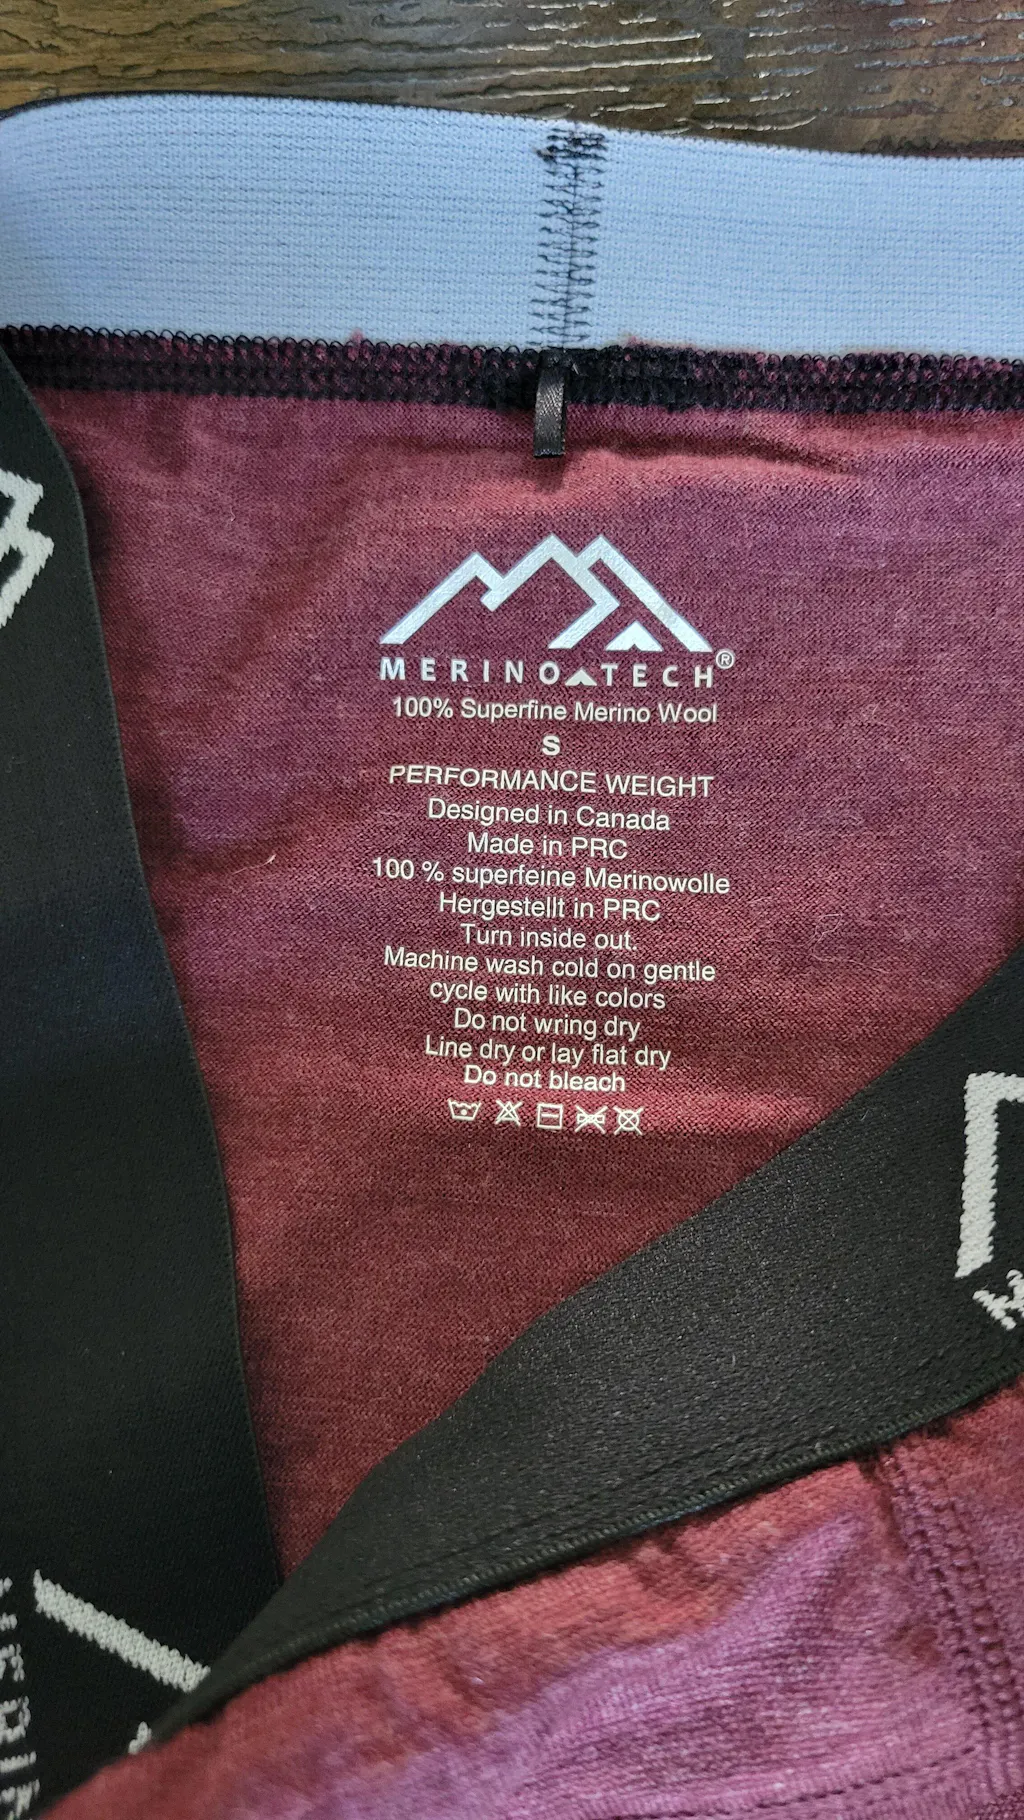 MERINO TECH®
100% Superfine Merino Wool
S
PERFORMANCE WEIGHT
Designed in Canada
Made in PRC
100 % superfeine Merinowolle
Hergestellt in PRC
Turn inside out.
Machine wash cold on gentle
cycle with like colors
Do not wring dry
Line dry or lay flat dry
Do not bleach